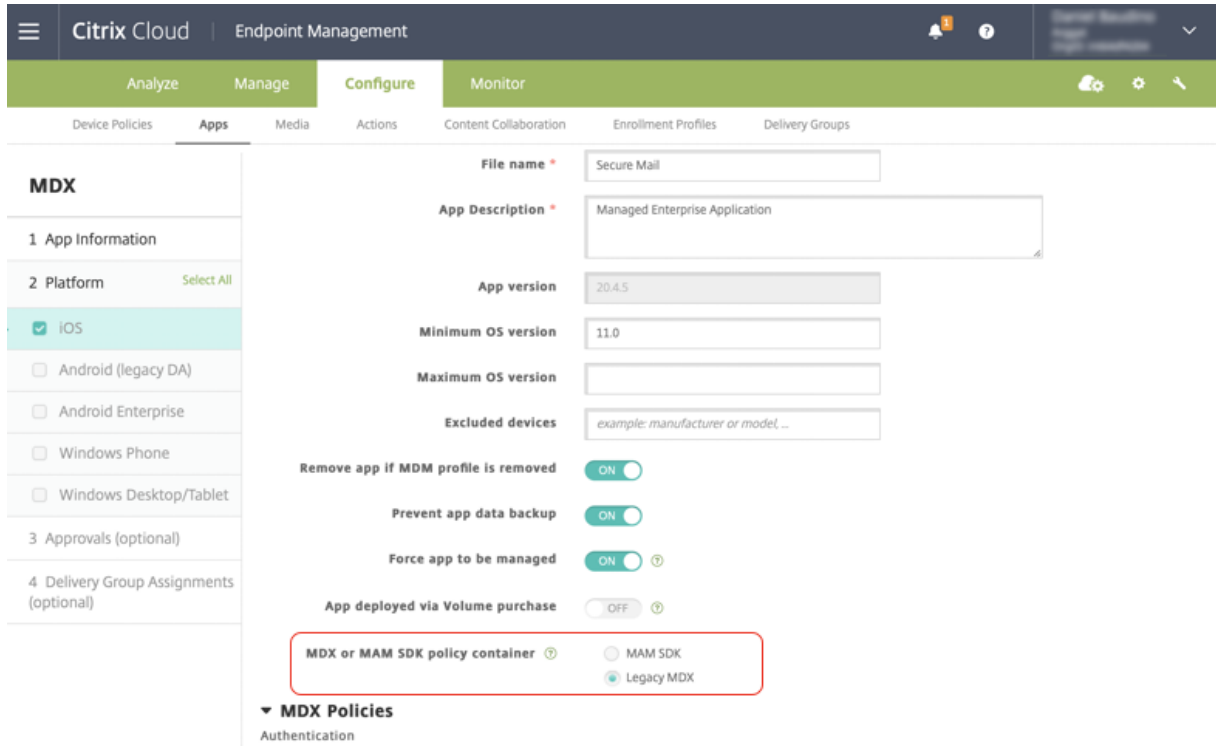 Citrix Cloud | Endpoint Management 1 ?
Analyze Manage Configure Monitor
Device Policies Apps Media Actions Content Collaboration Enrollment Profiles Delivery Groups
MDX
1 App Information
2 Platform Select All
iOS
Android (legacy DA)
Android Enterprise
Windows Phone
Windows Desktop/Tablet
3 Approvals (optional)
4 Delivery Group Assignments
(optional)
File name * Secure Mail
App Description * Managed Enterprise Application
App version 20.4.5
Minimum OS version 11.0
Maximum OS version
Excluded devices example: manufacturer or model, ...
Remove app if MDM profile is removed ON
Prevent app data backup ON
Force app to be managed ON ?
App deployed via Volume purchase OFF ?
MDX or MAM SDK policy container ? MAM SDK
Legacy MDX
MDX Policies
Authentication